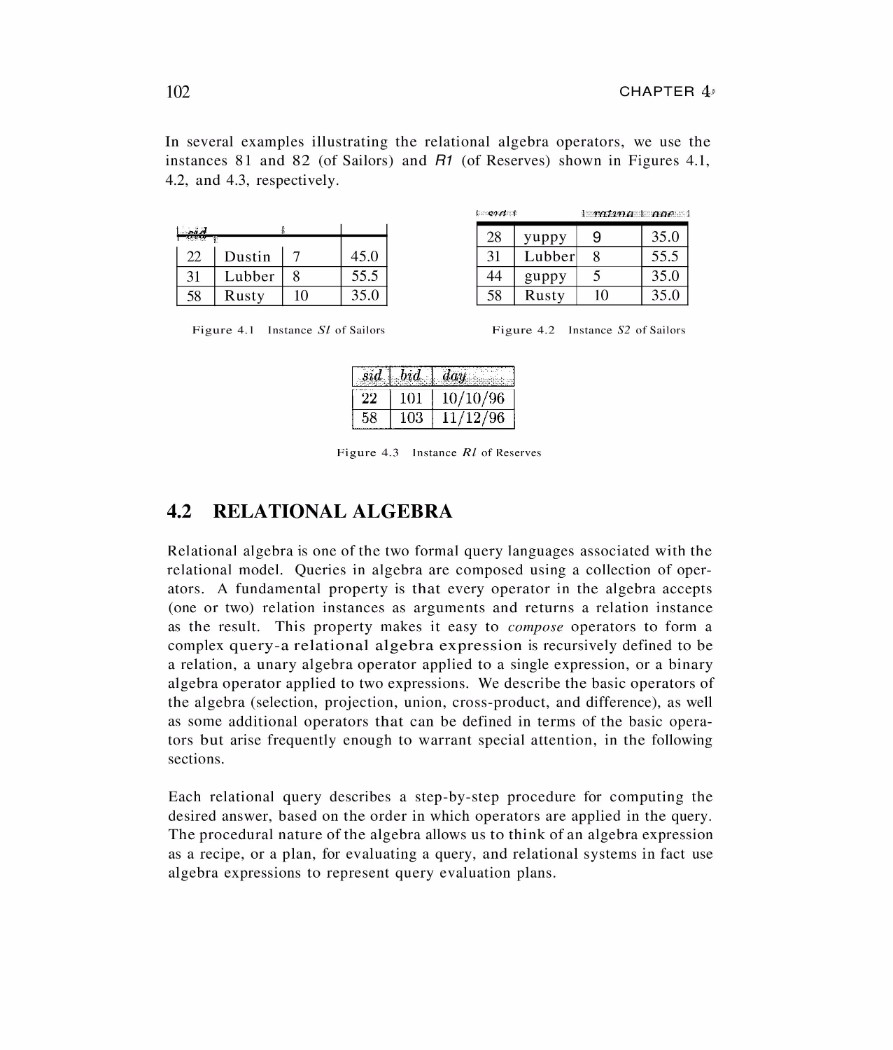 102 CHAPTER 4
In several examples illustrating the relational algebra operators, we use the
instances 81 and 82 (of Sailors) and R1 (of Reserves) shown in Figures 4.1,
4.2, and 4.3, respectively.
sid
22 Dustin 7 45.0
31 Lubber 8 55.5
58 Rusty 10 35.0
Figure 4.1 Instance S1 of Sailors
28 yuppy 9 35.0
31 Lubber 8 55.5
44 guppy 5 35.0
58 Rusty 10 35.0
Figure 4.2 Instance S2 of Sailors
sid bid day
22 101 10/10/96
58 103 11/12/96
Figure 4.3 Instance R1 of Reserves
4.2 RELATIONAL ALGEBRA
Relational algebra is one of the two formal query languages associated with the
relational model. Queries in algebra are composed using a collection of oper-
ators. A fundamental property is that every operator in the algebra accepts
(one or two) relation instances as arguments and returns a relation instance
as the result. This property makes it easy to compose operators to form a
complex query-a relational algebra expression is recursively defined to be
a relation, a unary algebra operator applied to a single expression, or a binary
algebra operator applied to two expressions. We describe the basic operators of
the algebra (selection, projection, union, cross-product, and difference), as well
as some additional operators that can be defined in terms of the basic opera-
tors but arise frequently enough to warrant special attention, in the following
sections.
Each relational query describes a step-by-step procedure for computing the
desired answer, based on the order in which operators are applied in the query.
The procedural nature of the algebra allows us to think of an algebra expression
as a recipe, or a plan, for evaluating a query, and relational systems in fact use
algebra expressions to represent query evaluation plans.